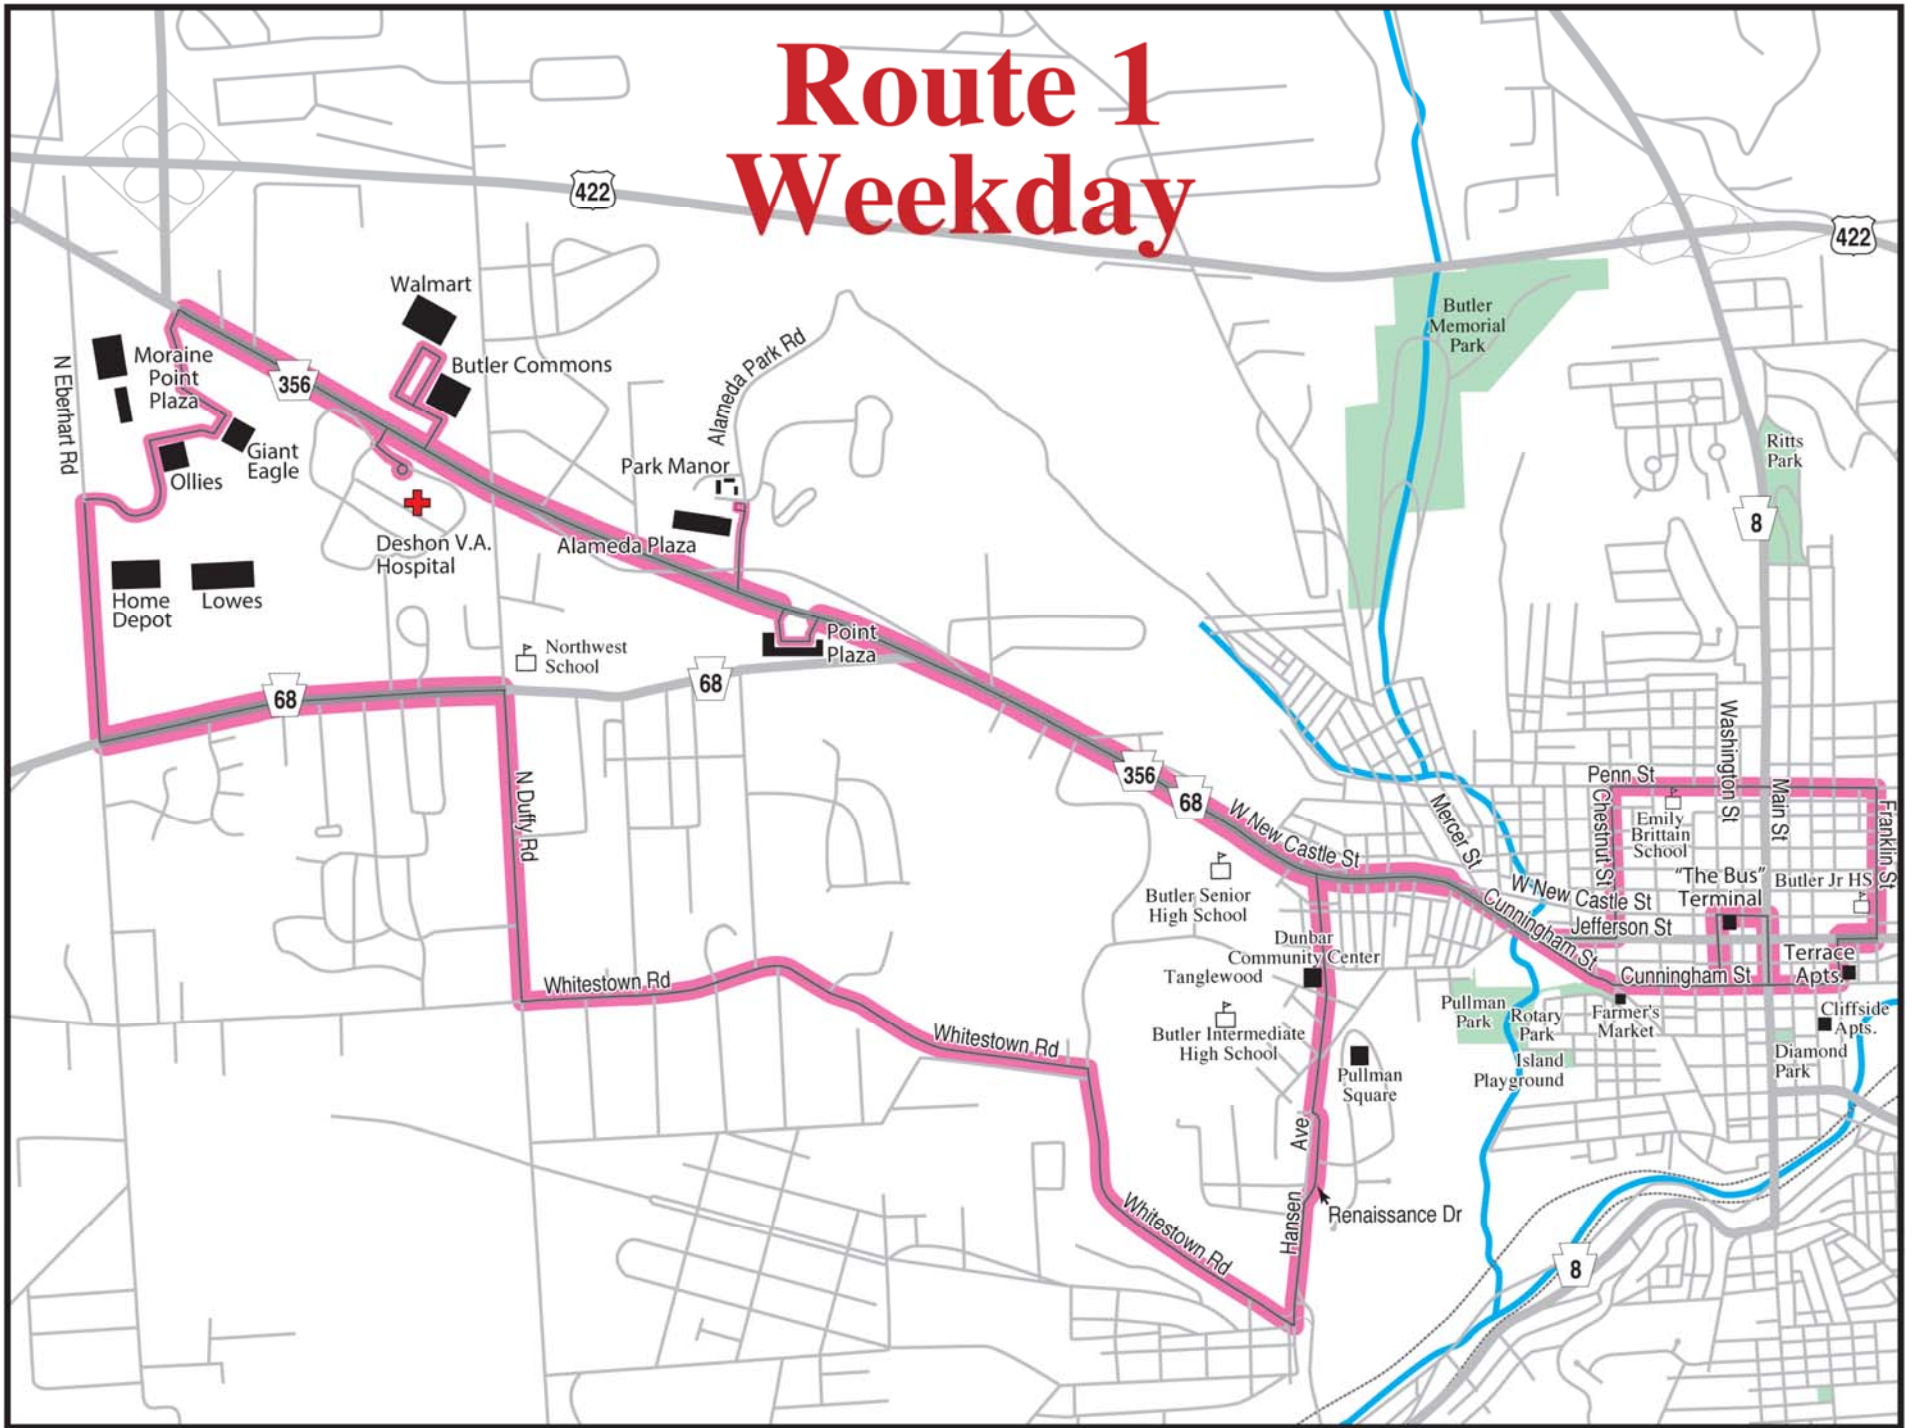 Route 1
Weekday
422
422
Walmart
Butler Commons
Moraine
Point
Plaza
356
N Eberhart Rd
Giant
Eagle
Ollies
Alameda Park Rd
Park Manor
Butler
Memorial
Park
Ritts
Park
8
Deshon V.A.
Hospital
Alameda Plaza
Home
Depot
Lowes
Northwest
School
Point
Plaza
68
68
N Duffy Rd
356
68
W New Castle St
Mercer St
Penn St
Chestnut St
Washington St
Main St
Franklin St
Emily
Brittain
School
"The Bus"
Terminal
Butler Jr HS
W New Castle St
Jefferson St
Cunningham St
Cunningham St
Terrace
Apts.
Butler Senior
High School
Dunbar
Community Center
Tanglewood
Butler Intermediate
High School
Pullman
Square
Pullman
Park
Rotary
Park
Island
Playground
Farmer's
Market
Cliffside
Apts.
Diamond
Park
Whitestown Rd
Whitestown Rd
Whitestown Rd
Hansen
Ave
Renaissance Dr
8